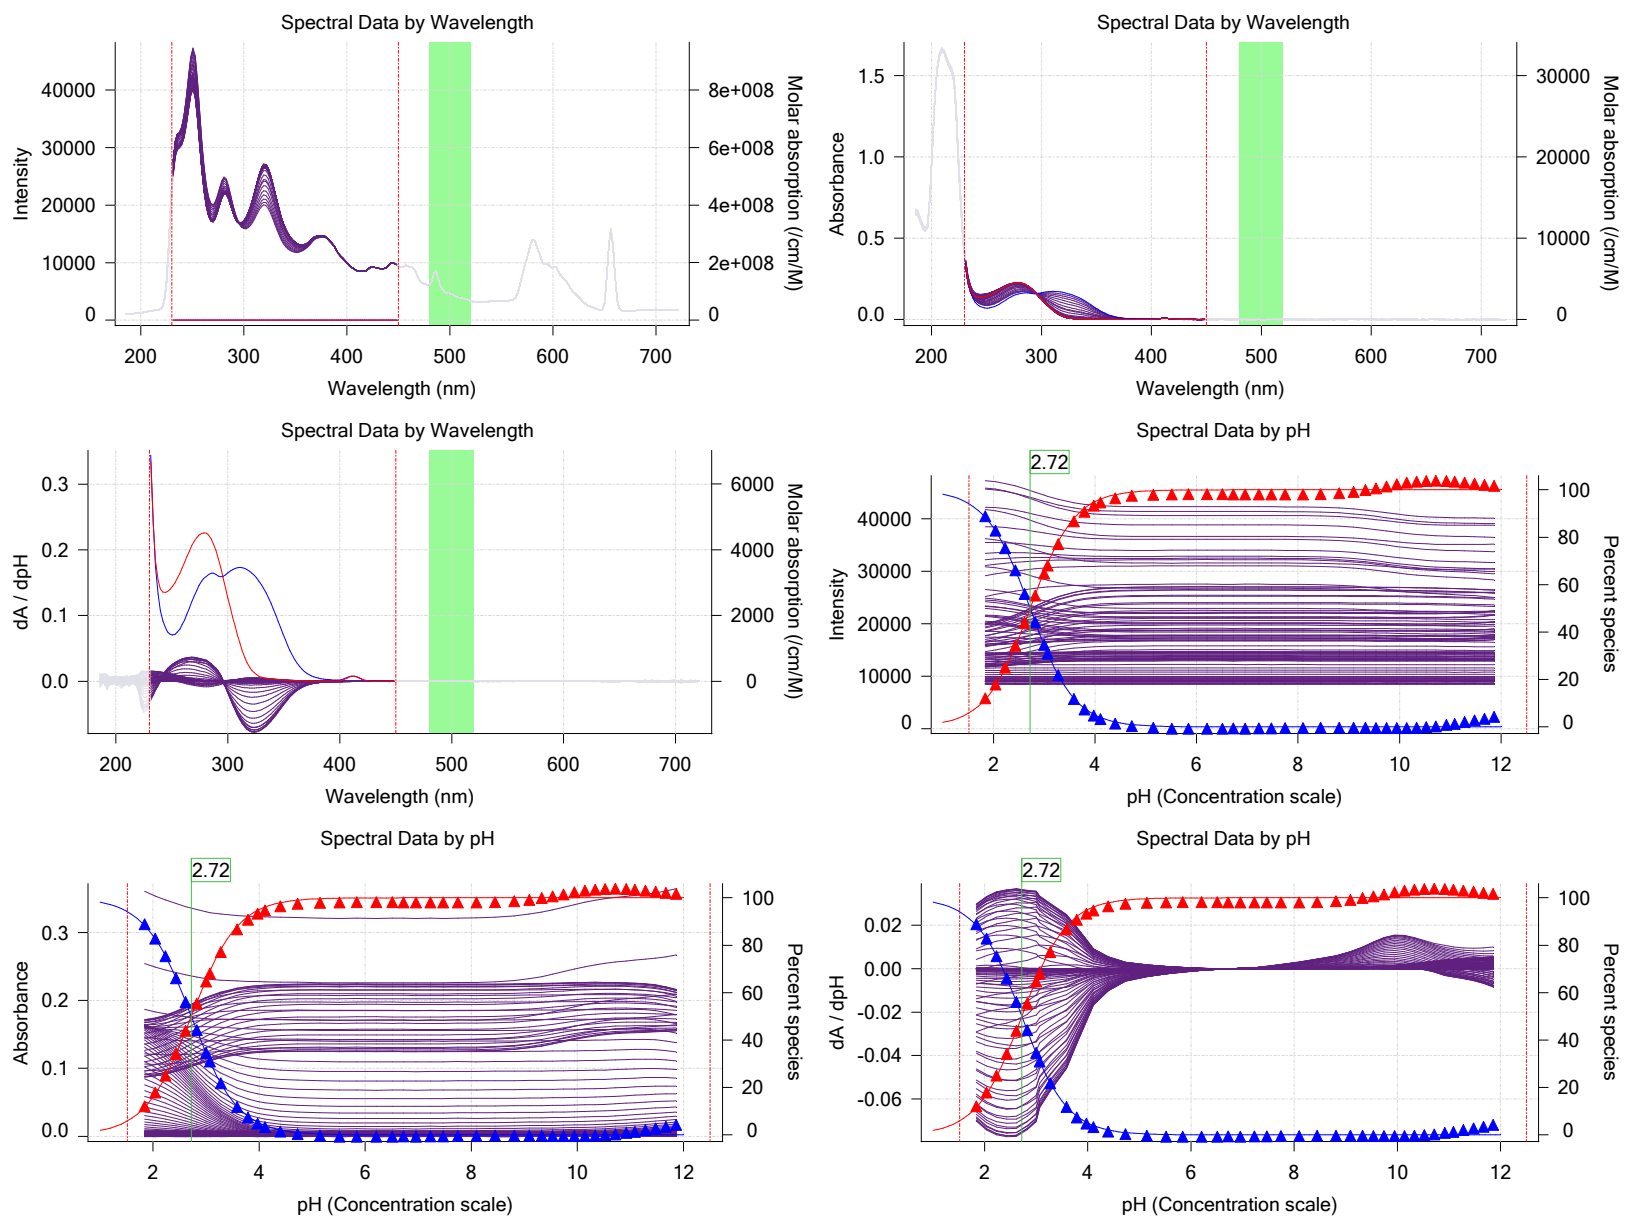 Spectral Data by Wavelength
Intensity
40000
30000
20000
10000
0
8e+008
6e+008
4e+008
2e+008
0
Molar absorption (/cm/M)
200 300 400 500 600 700
Wavelength (nm)
Spectral Data by Wavelength
Absorbance
1.5
1.0
0.5
0.0
30000
20000
10000
0
Molar absorption (/cm/M)
200 300 400 500 600 700
Wavelength (nm)
Spectral Data by Wavelength
dA / dpH
0.3
0.2
0.1
0.0
6000
4000
2000
0
Molar absorption (/cm/M)
200 300 400 500 600 700
Wavelength (nm)
Spectral Data by pH
2.72
Intensity
40000
30000
20000
10000
0
100
80
60
40
20
0
Percent species
2 4 6 8 10 12
pH (Concentration scale)
Spectral Data by pH
2.72
Absorbance
0.3
0.2
0.1
0.0
100
80
60
40
20
0
Percent species
2 4 6 8 10 12
pH (Concentration scale)
Spectral Data by pH
2.72
dA / dpH
0.02
0.00
-0.02
-0.04
-0.06
100
80
60
40
20
0
Percent species
2 4 6 8 10 12
pH (Concentration scale)